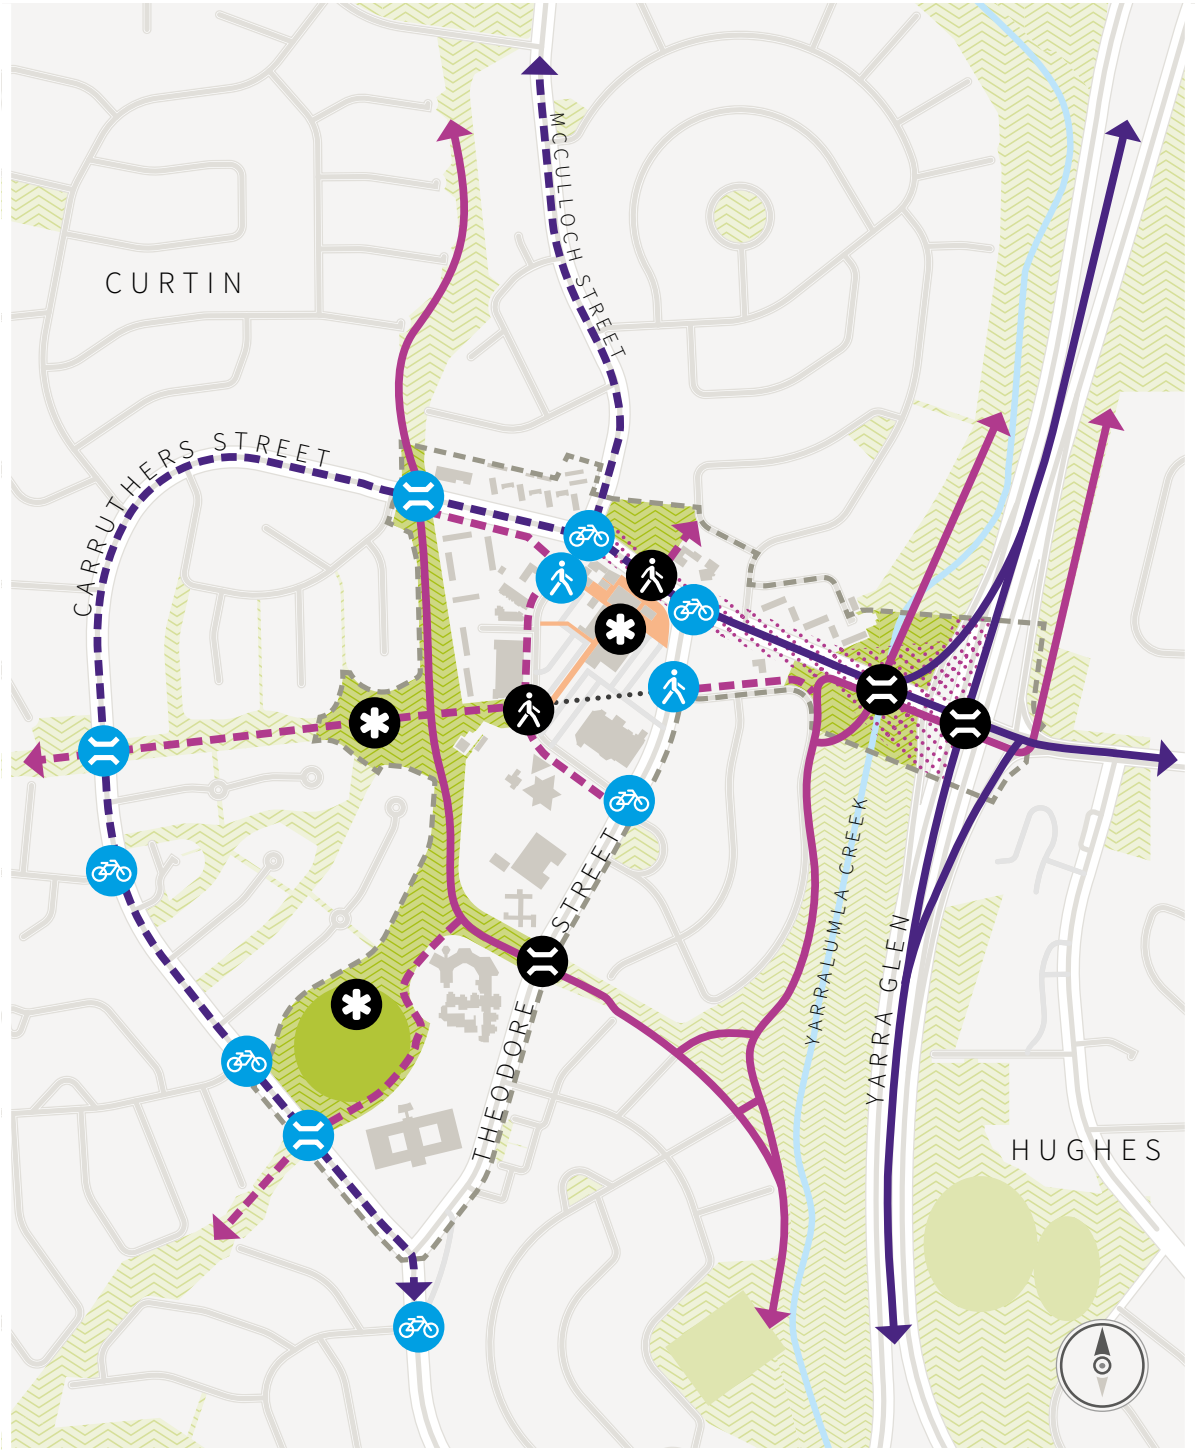 MCCULLOCH STREET
CURTIN
CARRUTHERS STREET
THEODORE STREET
YARRALUMLA CREEK
YARRA GLEN
HUGHES